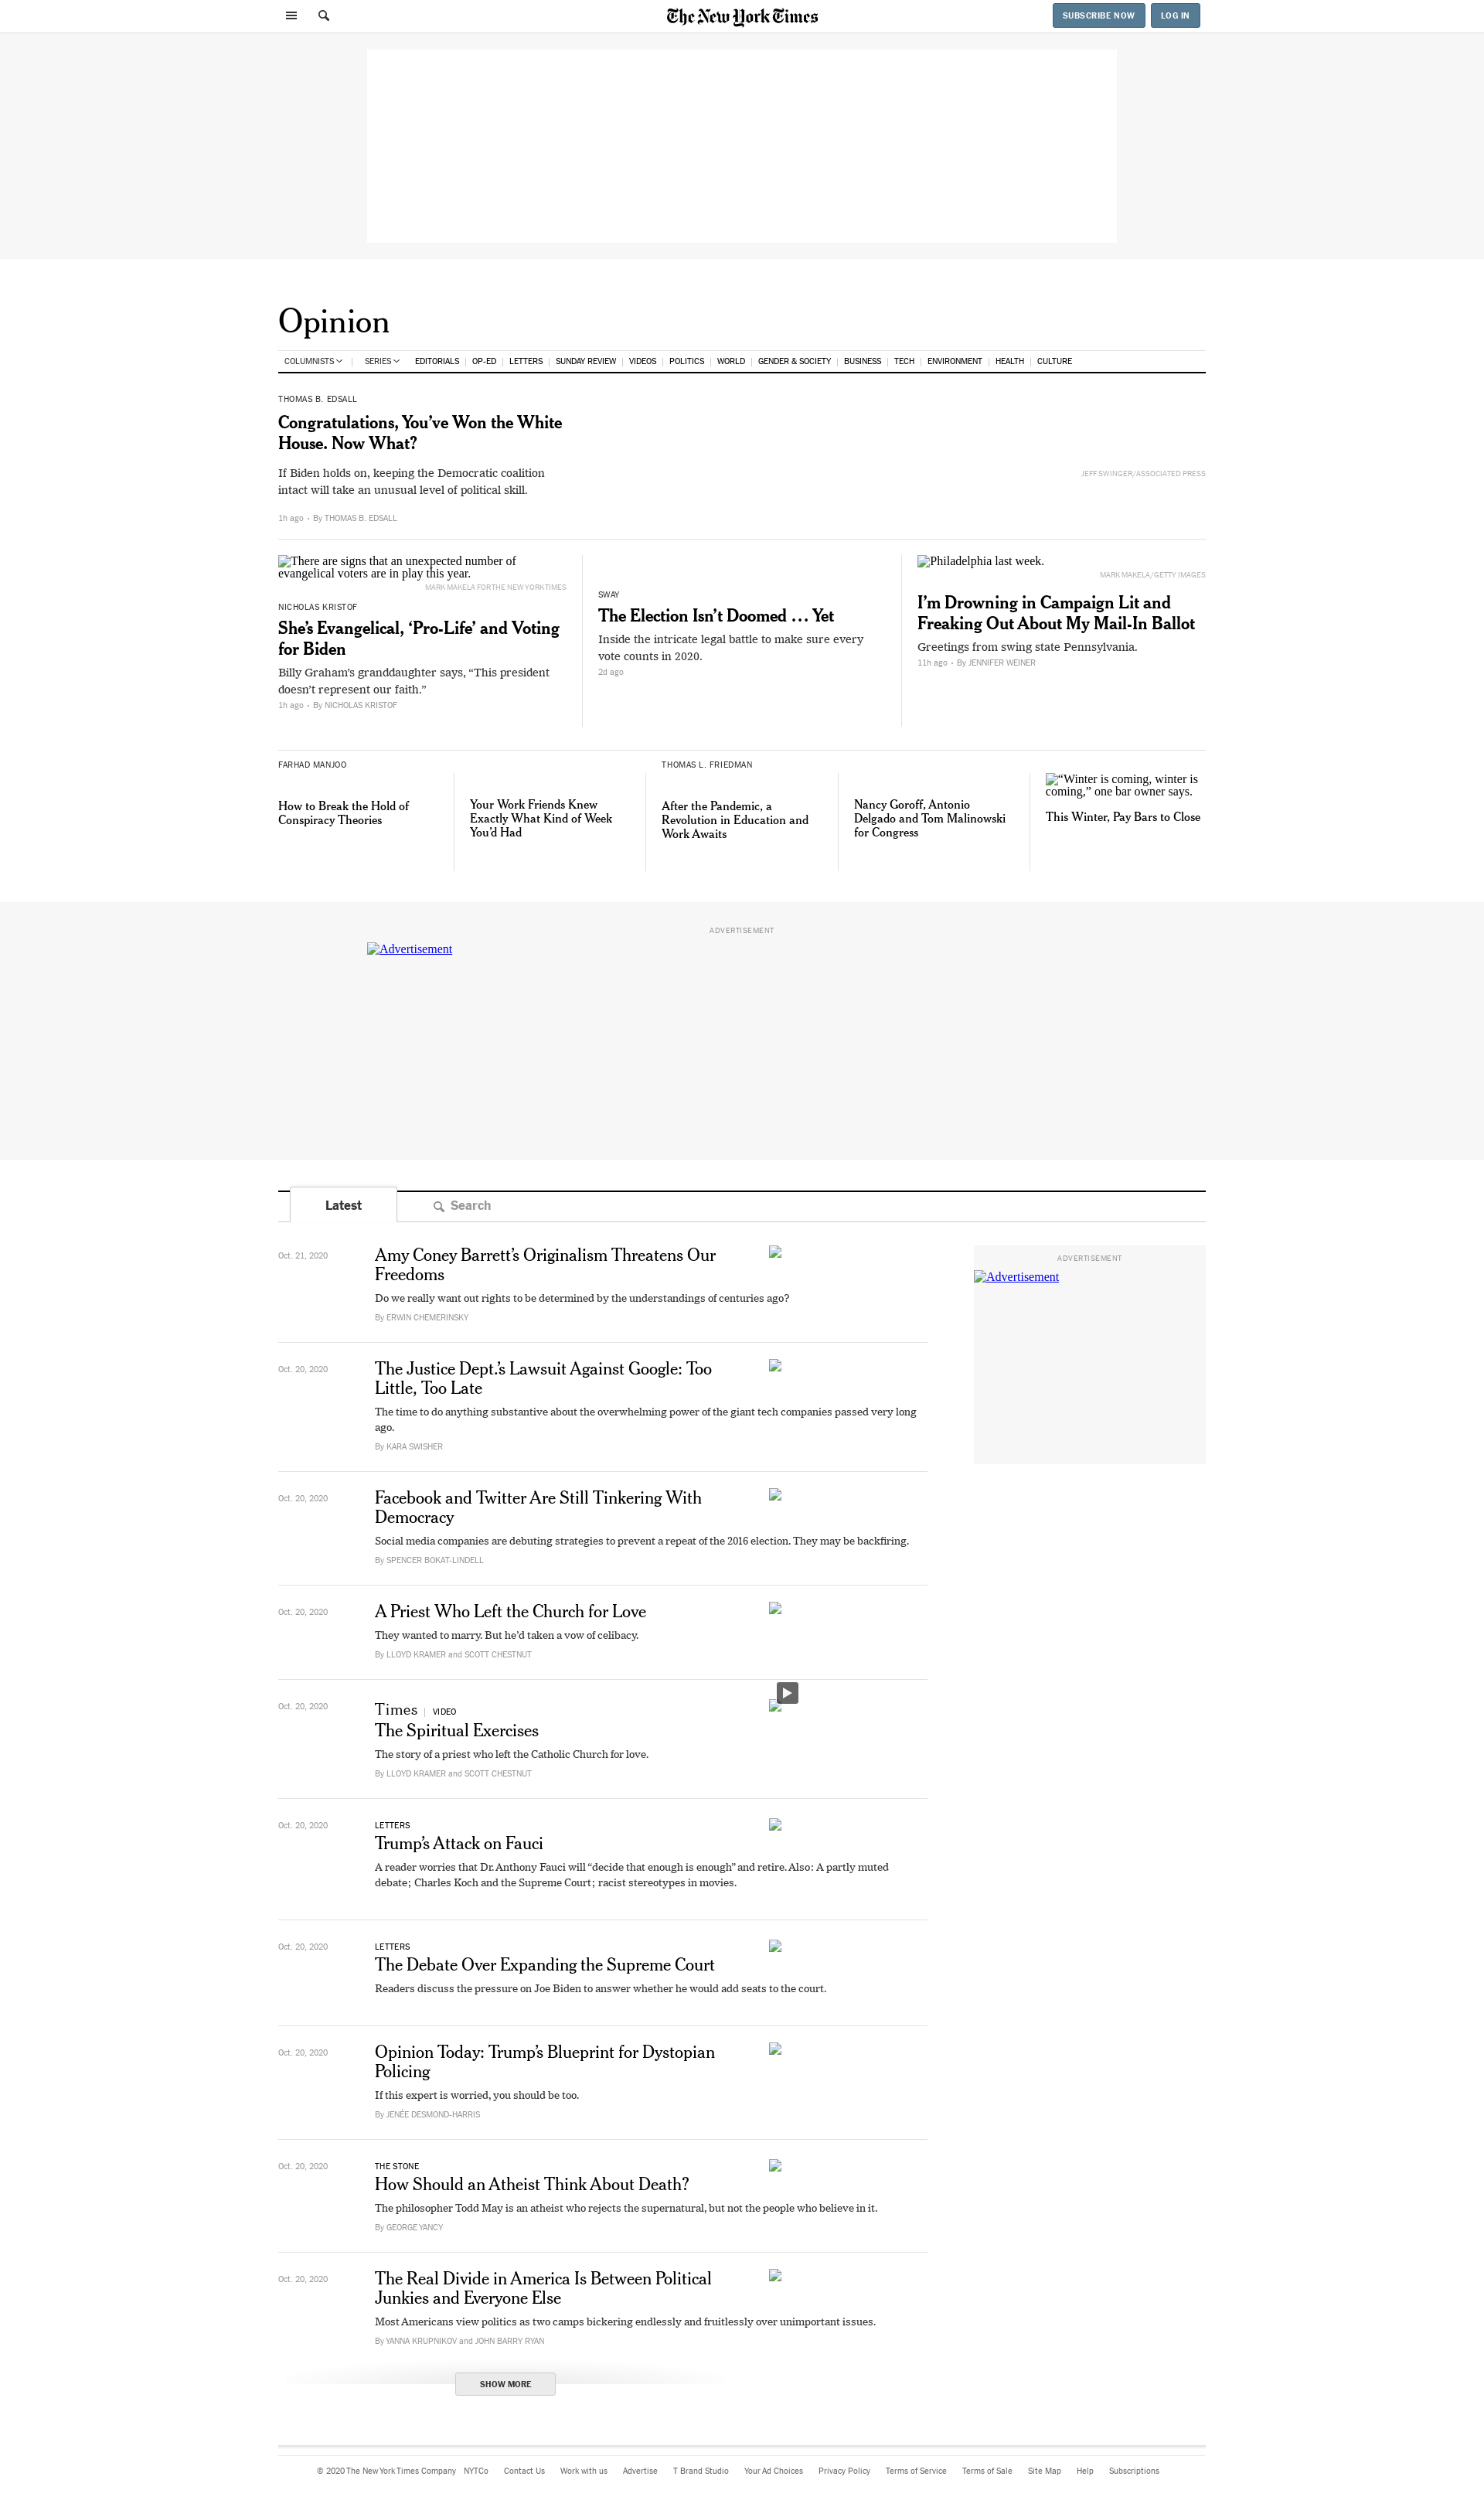 The New York Times
SUBSCRIBE NOW
LOG IN
Opinion
COLUMNISTS
SERIES
EDITORIALS
OP-ED
LETTERS
SUNDAY REVIEW
VIDEOS
POLITICS
WORLD
GENDER & SOCIETY
BUSINESS
TECH
ENVIRONMENT
HEALTH
CULTURE
THOMAS B. EDSALL
Congratulations, You’ve Won the White
House. Now What?
If Biden holds on, keeping the Democratic coalition
intact will take an unusual level of political skill.
1h ago • By THOMAS B. EDSALL
JEFF SWINGER/ASSOCIATED PRESS
There are signs that an unexpected number of
evangelical voters are in play this year.
MARK MAKELA FOR THE NEW YORK TIMES
NICHOLAS KRISTOF
She’s Evangelical, ‘Pro-Life’ and Voting
for Biden
Billy Graham’s granddaughter says, “This president
doesn’t represent our faith.”
1h ago • By NICHOLAS KRISTOF
SWAY
The Election Isn’t Doomed … Yet
Inside the intricate legal battle to make sure every
vote counts in 2020.
2d ago
Philadelphia last week.
MARK MAKELA/GETTY IMAGES
I’m Drowning in Campaign Lit and
Freaking Out About My Mail-In Ballot
Greetings from swing state Pennsylvania.
11h ago • By JENNIFER WEINER
FARHAD MANJOO
How to Break the Hold of
Conspiracy Theories
Your Work Friends Knew
Exactly What Kind of Week
You’d Had
THOMAS L. FRIEDMAN
After the Pandemic, a
Revolution in Education and
Work Awaits
Nancy Goroff, Antonio
Delgado and Tom Malinowski
for Congress
“Winter is coming, winter is
coming,” one bar owner says.
This Winter, Pay Bars to Close
ADVERTISEMENT
Advertisement
Latest
Search
Oct. 21, 2020
Amy Coney Barrett’s Originalism Threatens Our
Freedoms
Do we really want out rights to be determined by the understandings of centuries ago?
By ERWIN CHEMERINSKY
ADVERTISEMENT
Advertisement
Oct. 20, 2020
The Justice Dept.’s Lawsuit Against Google: Too
Little, Too Late
The time to do anything substantive about the overwhelming power of the giant tech companies passed very long
ago.
By KARA SWISHER
Oct. 20, 2020
Facebook and Twitter Are Still Tinkering With
Democracy
Social media companies are debuting strategies to prevent a repeat of the 2016 election. They may be backfiring.
By SPENCER BOKAT-LINDELL
Oct. 20, 2020
A Priest Who Left the Church for Love
They wanted to marry. But he’d taken a vow of celibacy.
By LLOYD KRAMER and SCOTT CHESTNUT
Oct. 20, 2020
Times | VIDEO
The Spiritual Exercises
The story of a priest who left the Catholic Church for love.
By LLOYD KRAMER and SCOTT CHESTNUT
Oct. 20, 2020
LETTERS
Trump’s Attack on Fauci
A reader worries that Dr. Anthony Fauci will “decide that enough is enough” and retire. Also: A partly muted
debate; Charles Koch and the Supreme Court; racist stereotypes in movies.
Oct. 20, 2020
LETTERS
The Debate Over Expanding the Supreme Court
Readers discuss the pressure on Joe Biden to answer whether he would add seats to the court.
Oct. 20, 2020
Opinion Today: Trump’s Blueprint for Dystopian
Policing
If this expert is worried, you should be too.
By JENÉE DESMOND-HARRIS
Oct. 20, 2020
THE STONE
How Should an Atheist Think About Death?
The philosopher Todd May is an atheist who rejects the supernatural, but not the people who believe in it.
By GEORGE YANCY
Oct. 20, 2020
The Real Divide in America Is Between Political
Junkies and Everyone Else
Most Americans view politics as two camps bickering endlessly and fruitlessly over unimportant issues.
By YANNA KRUPNIKOV and JOHN BARRY RYAN
SHOW MORE
© 2020 The New York Times Company NYTCo Contact Us Work with us Advertise T Brand Studio Your Ad Choices Privacy Policy Terms of Service Terms of Sale Site Map Help Subscriptions